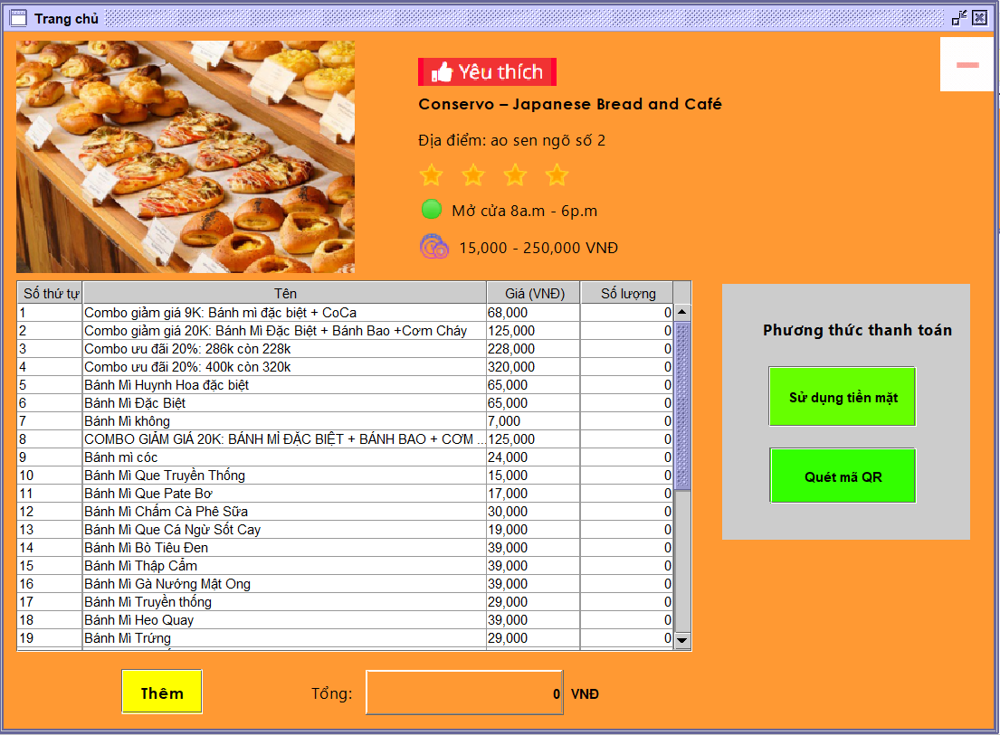 Trang chủ
Yêu thích
Conservo – Japanese Bread and Café
Địa điểm: ao sen ngõ số 2
Mở cửa 8a.m - 6p.m
15,000 - 250,000 VNĐ
Số thứ tự Tên Giá (VNĐ) Số lượng
1 Combo giảm giá 9K: Bánh mì đặc biệt + CoCa 68,000 0
2 Combo giảm giá 20K: Bánh Mì Đặc Biệt + Bánh Bao +Cơm Cháy 125,000 0
3 Combo ưu đãi 20%: 286k còn 228k 228,000 0
4 Combo ưu đãi 20%: 400k còn 320k 320,000 0
5 Bánh Mì Huynh Hoa đặc biệt 65,000 0
6 Bánh Mì Đặc Biệt 65,000 0
7 Bánh Mì không 7,000 0
8 COMBO GIẢM GIÁ 20K: BÁNH MÌ ĐẶC BIỆT + BÁNH BAO + CƠM ... 125,000 0
9 Bánh mì cóc 24,000 0
10 Bánh Mì Que Truyền Thống 15,000 0
11 Bánh Mì Que Pate Bơ 17,000 0
12 Bánh Mì Chấm Cà Phê Sữa 30,000 0
13 Bánh Mì Que Cá Ngừ Sốt Cay 19,000 0
14 Bánh Mì Bò Tiêu Đen 39,000 0
15 Bánh Mì Thập Cẩm 39,000 0
16 Bánh Mì Gà Nướng Mật Ong 39,000 0
17 Bánh Mì Truyền thống 29,000 0
18 Bánh Mì Heo Quay 39,000 0
19 Bánh Mì Trứng 29,000 0
Phương thức thanh toán
Sử dụng tiền mặt
Quét mã QR
Thêm
Tổng: 0 VNĐ